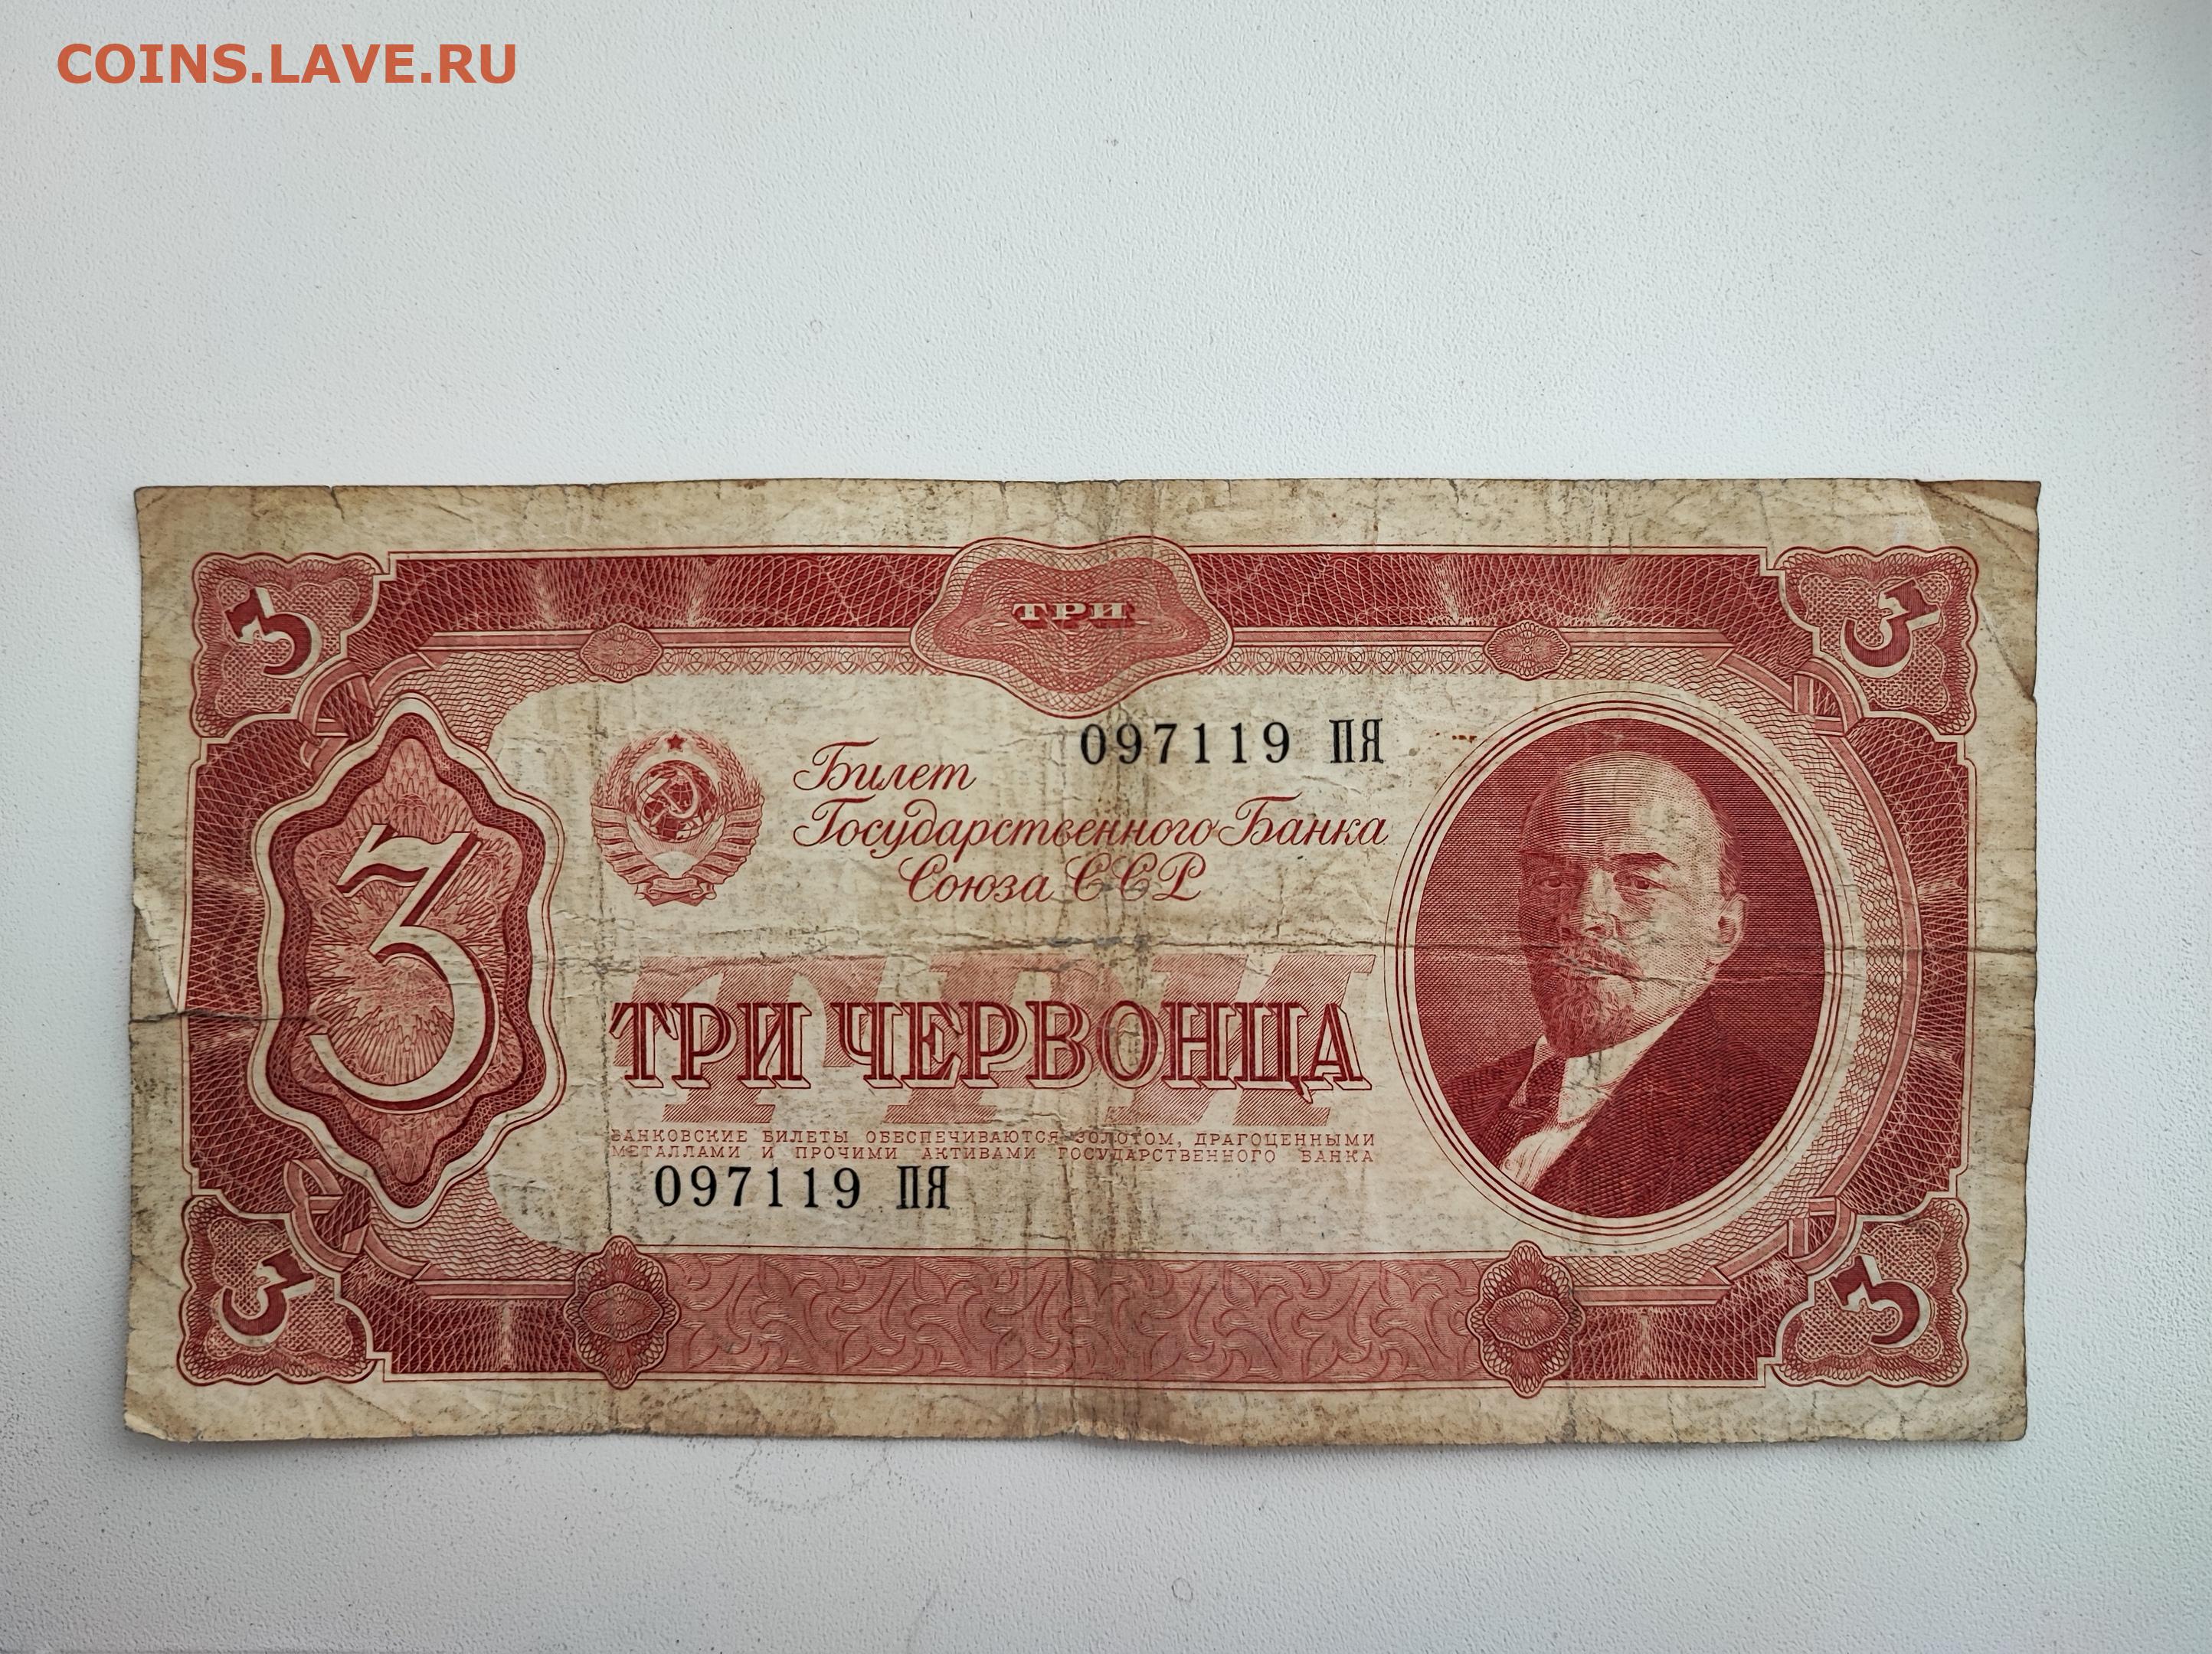 COINS.LAVE.RU
3
ТРИ
3
097119 ПЯ
Билет
Государственного Банка
Союза ССР
3
ТРИ
ТРИ ЧЕРВОНЦА
БАНКОВСКИЕ БИЛЕТЫ ОБЕСПЕЧИВАЮТСЯ ЗОЛОТОМ, ДРАГОЦЕННЫМИ
МЕТАЛЛАМИ И ПРОЧИМИ АКТИВАМИ ГОСУДАРСТВЕННОГО БАНКА
097119 ПЯ
3
3